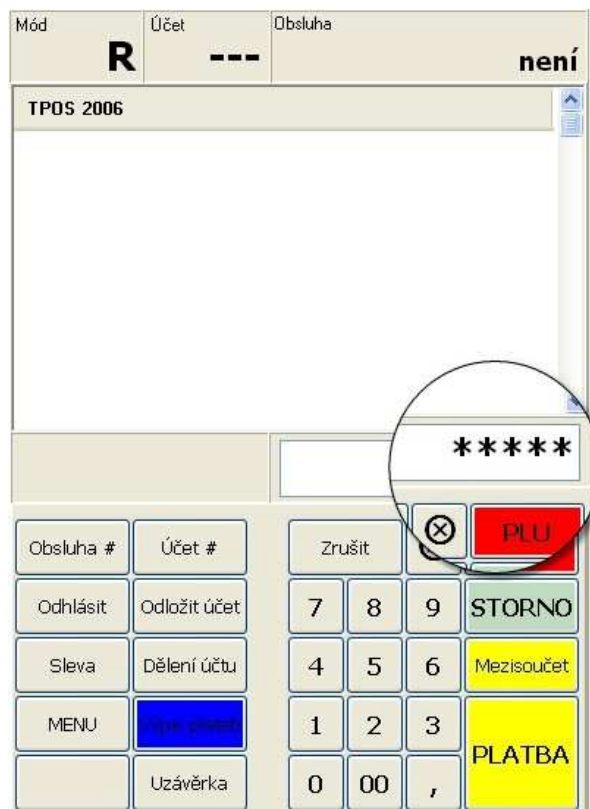 Mód Účet Obsluha
R --- není
TPOS 2006
*****
Obsluha # Účet # Zrušit PLU
Odhlásit Odložit účet 7 8 9 STORNO
Sleva Dělení účtu 4 5 6 Mezisoučet
MENU 1 2 3
PLATBA
Uzávěrka 0 00 ,